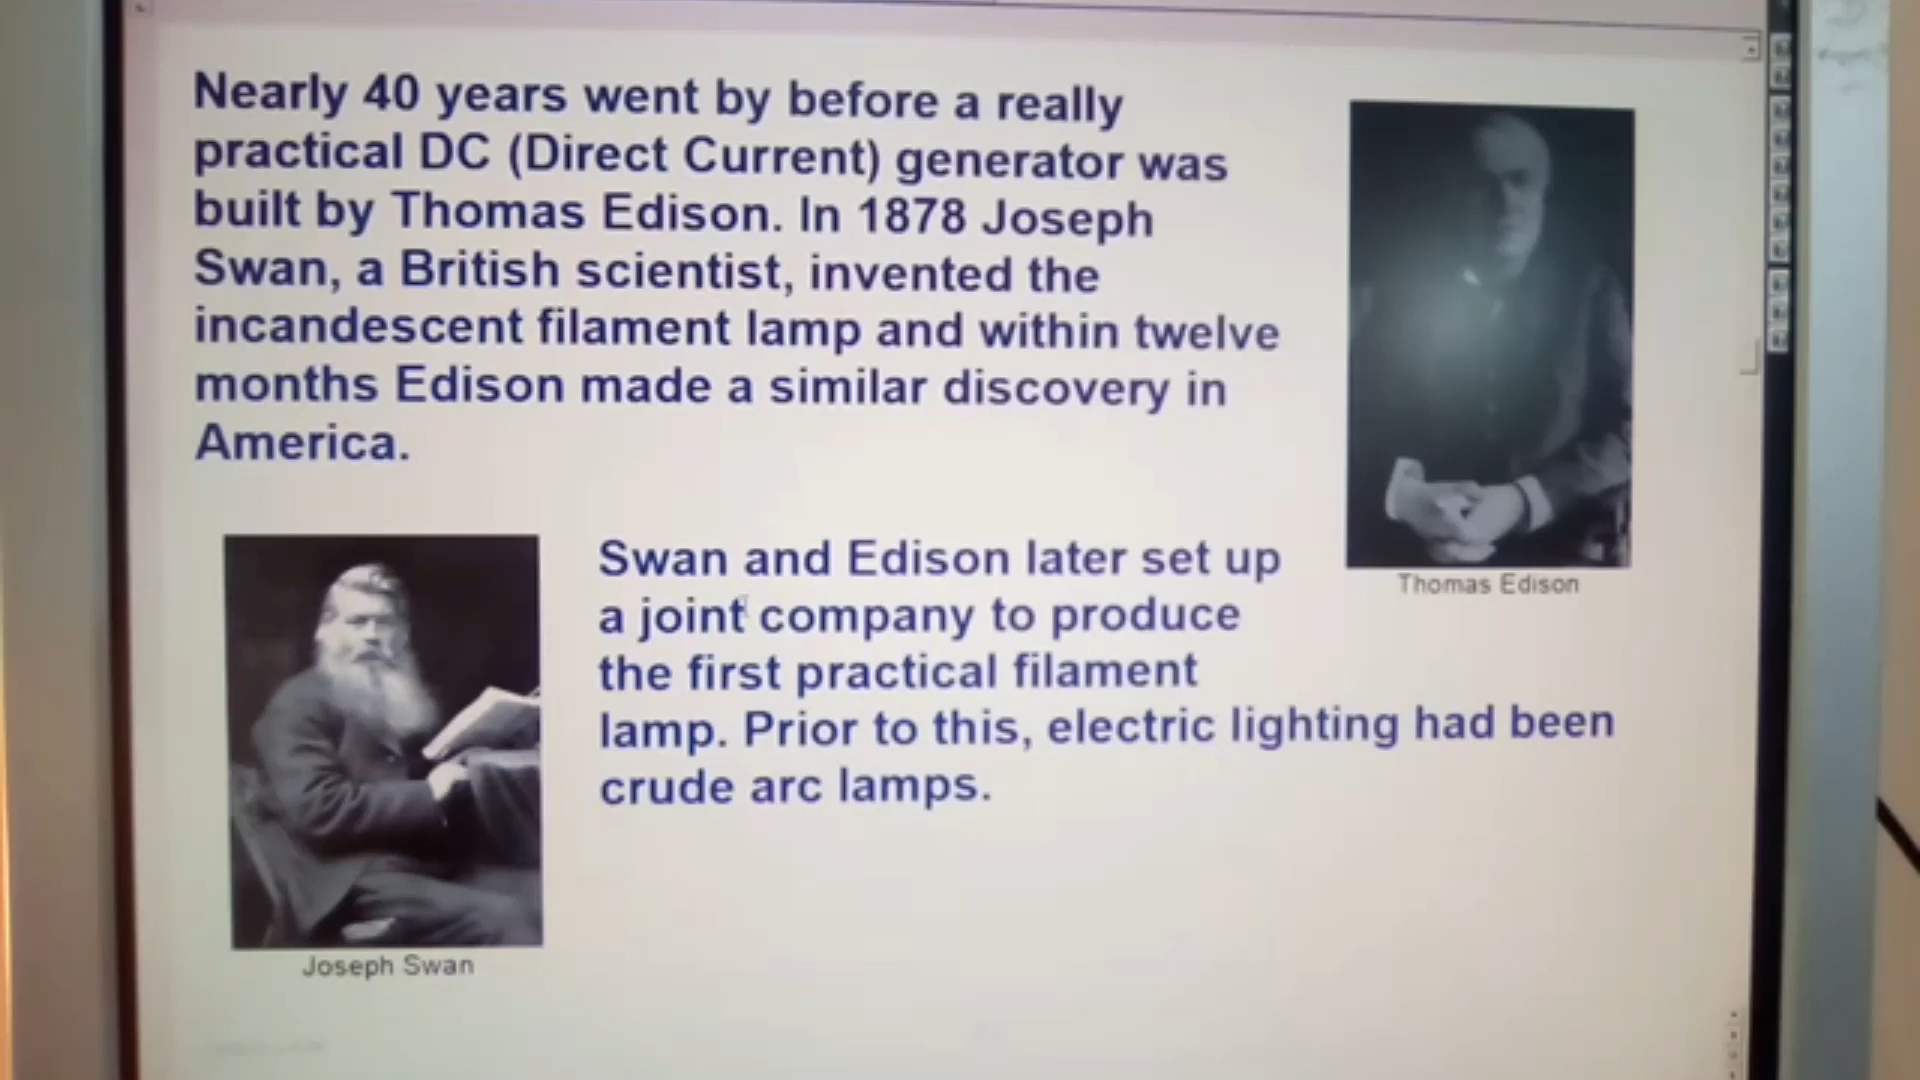 Nearly 40 years went by before a really
practical DC (Direct Current) generator was
built by Thomas Edison. In 1878 Joseph
Swan, a British scientist, invented the
incandescent filament lamp and within twelve
months Edison made a similar discovery in
America.
Thomas Edison
Swan and Edison later set up
a joint company to produce
the first practical filament
lamp. Prior to this, electric lighting had been
crude arc lamps.
Joseph Swan